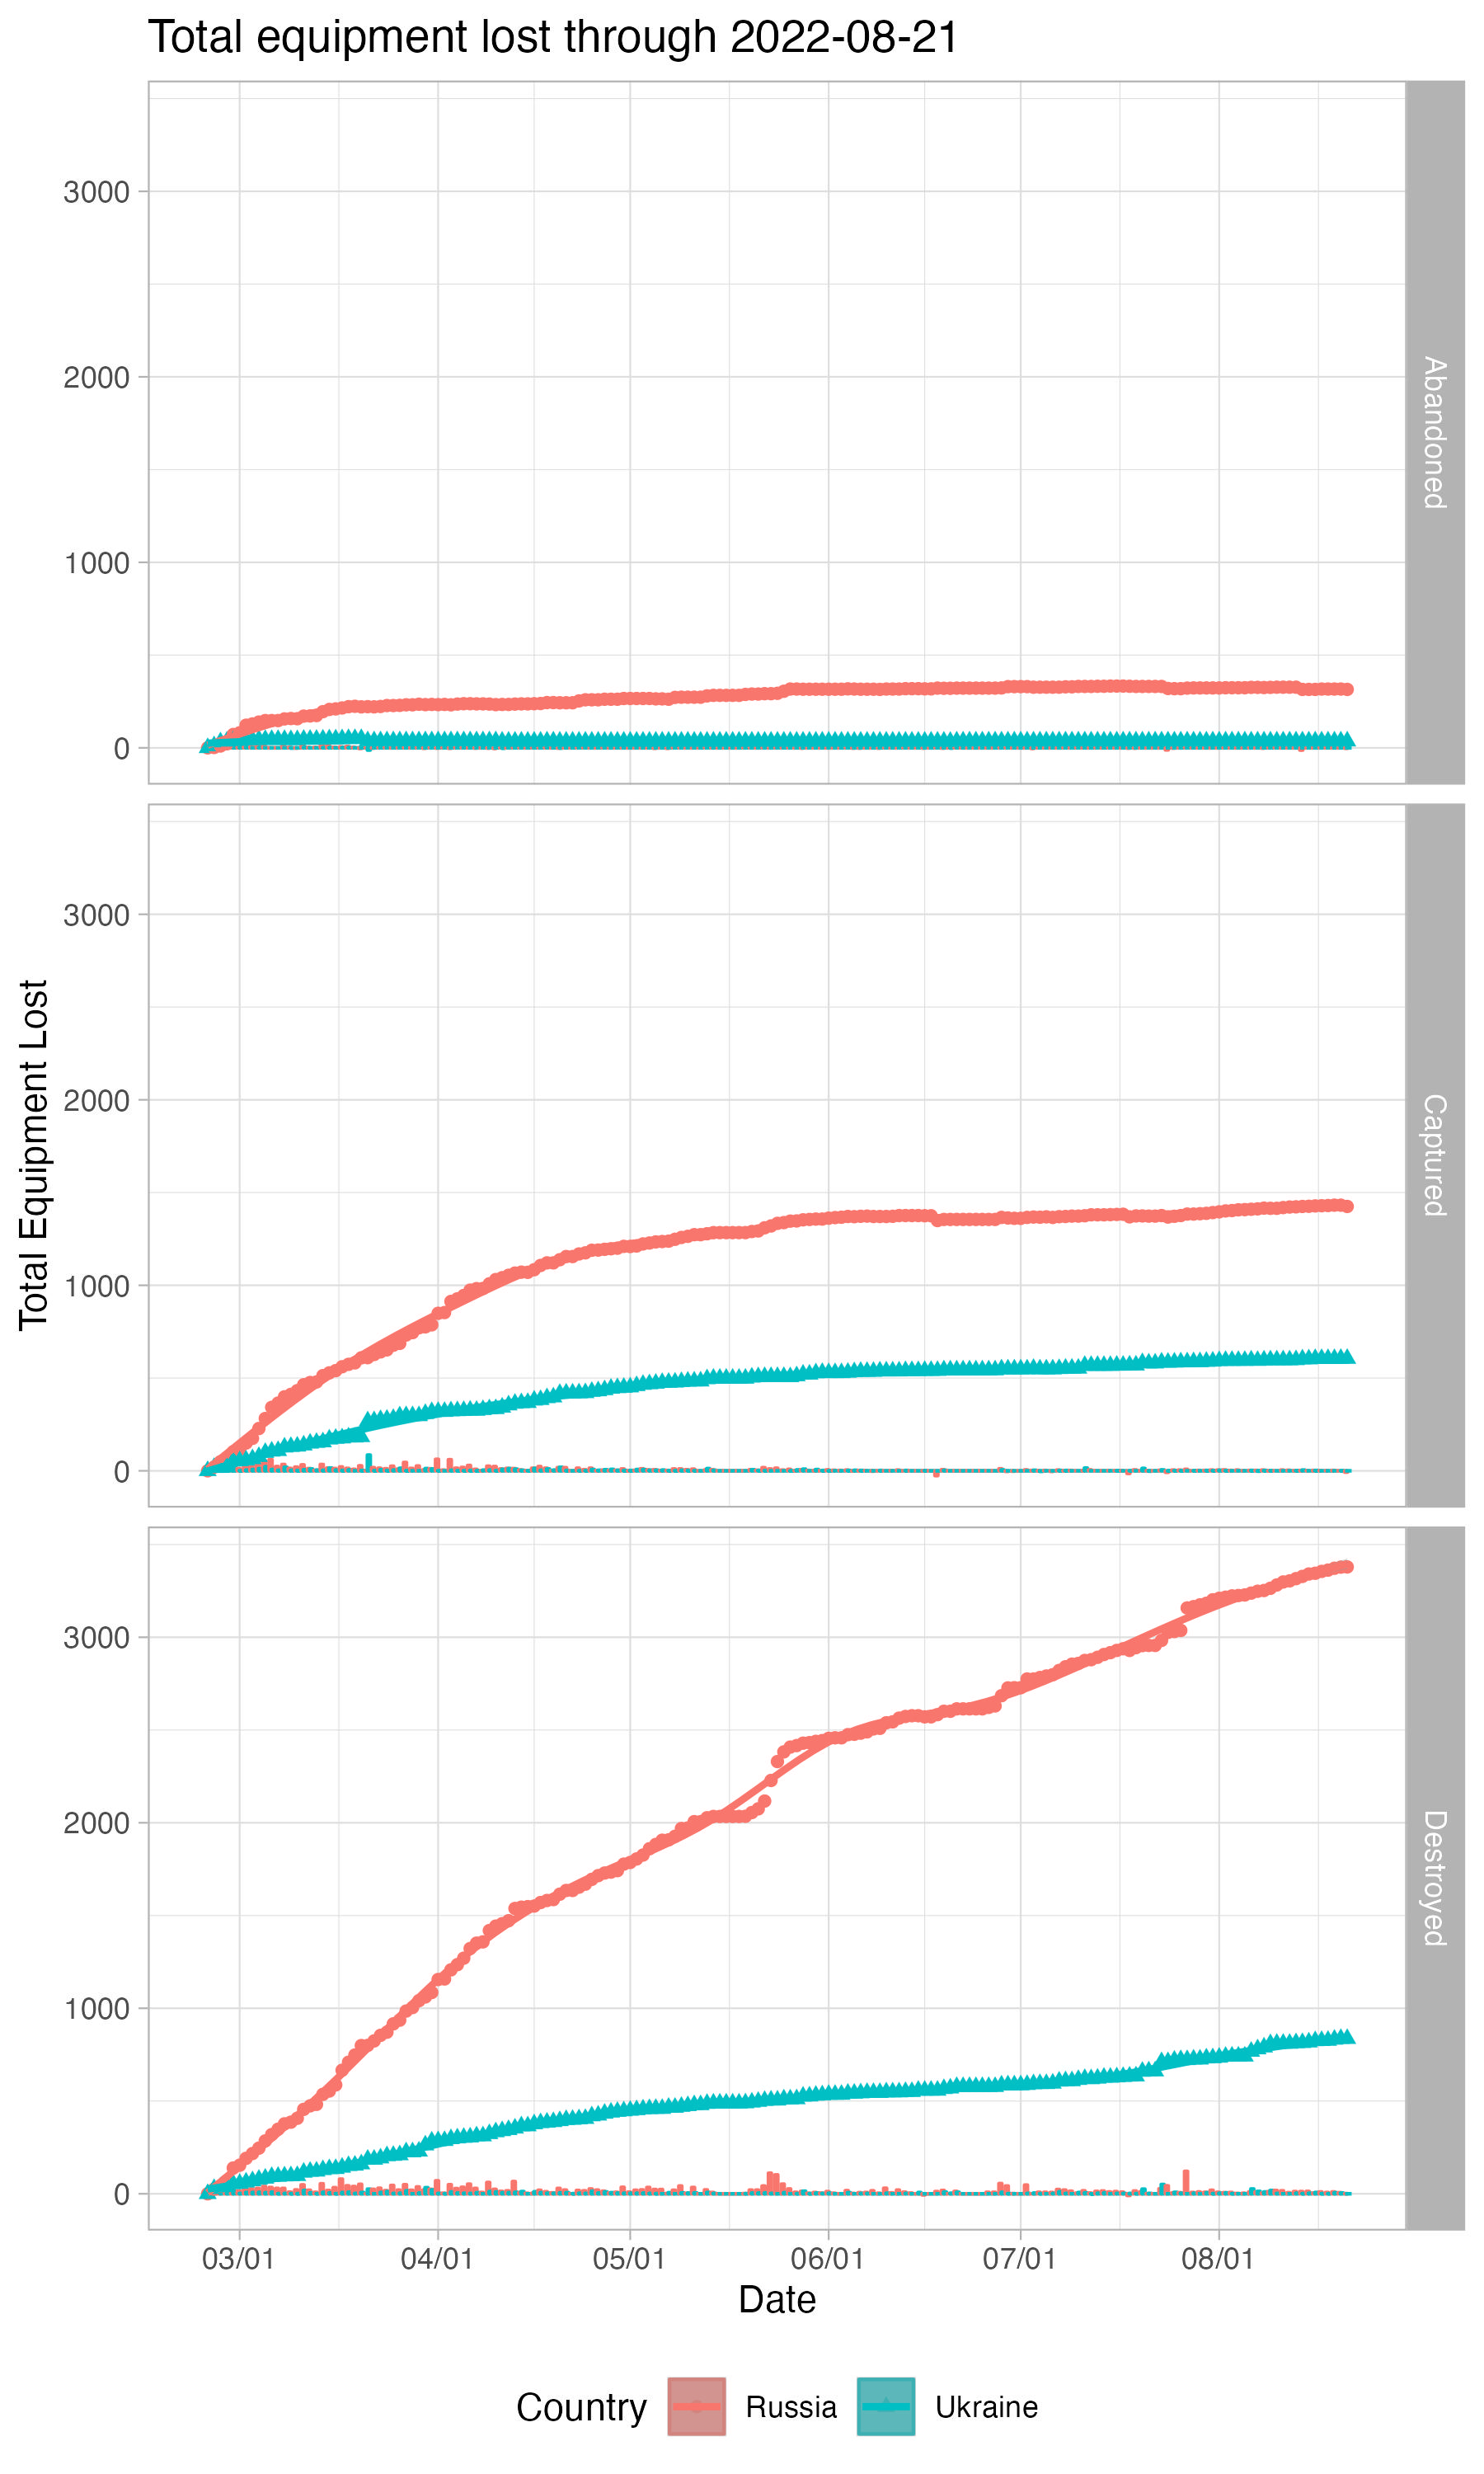 Total equipment lost through 2022-08-21
Total Equipment Lost
3000
2000
1000
0
Abandoned
3000
2000
1000
0
Captured
3000
2000
1000
0
Destroyed
03/01 04/01 05/01 06/01 07/01 08/01
Date
Country Russia Ukraine